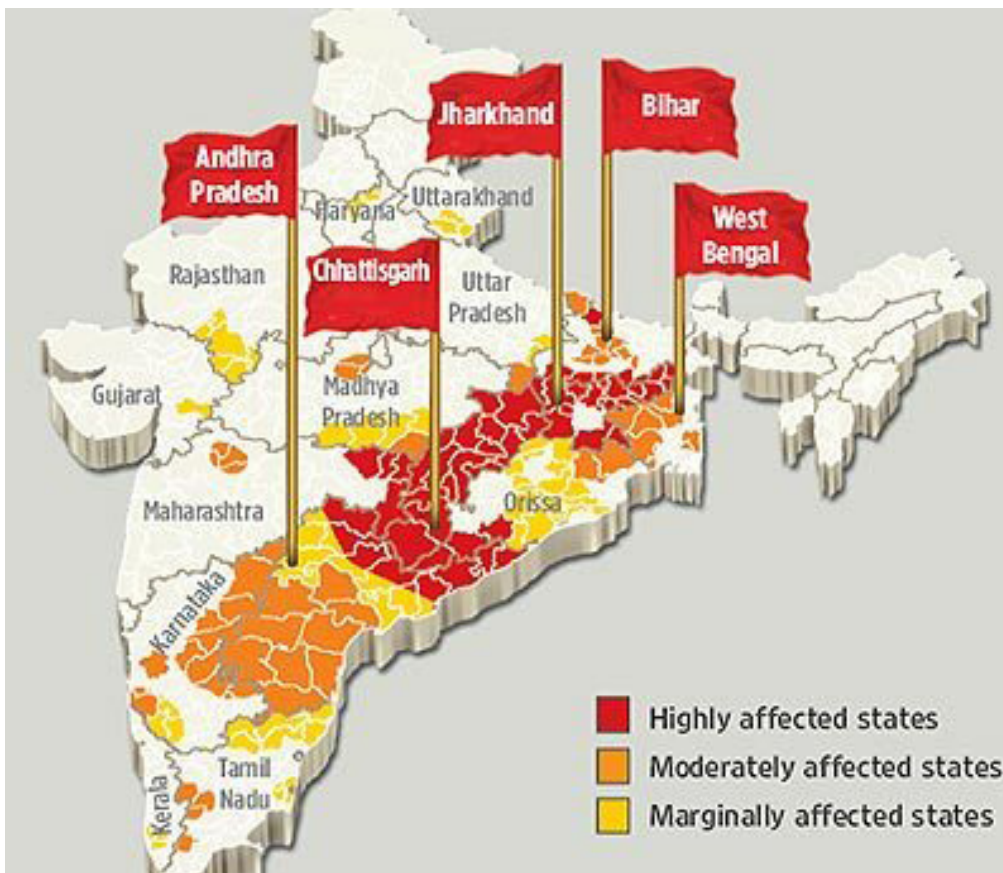 Jharkhand
Bihar
Andhra
Pradesh
Haryana
Uttarakhand
West
Bengal
Rajasthan
Chhattisgarh
Uttar
Pradesh
Gujarat
Madhya
Pradesh
Maharashtra
Orissa
Karnataka
Highly affected states
Moderately affected states
Marginally affected states
Tamil
Nadu
Kerala